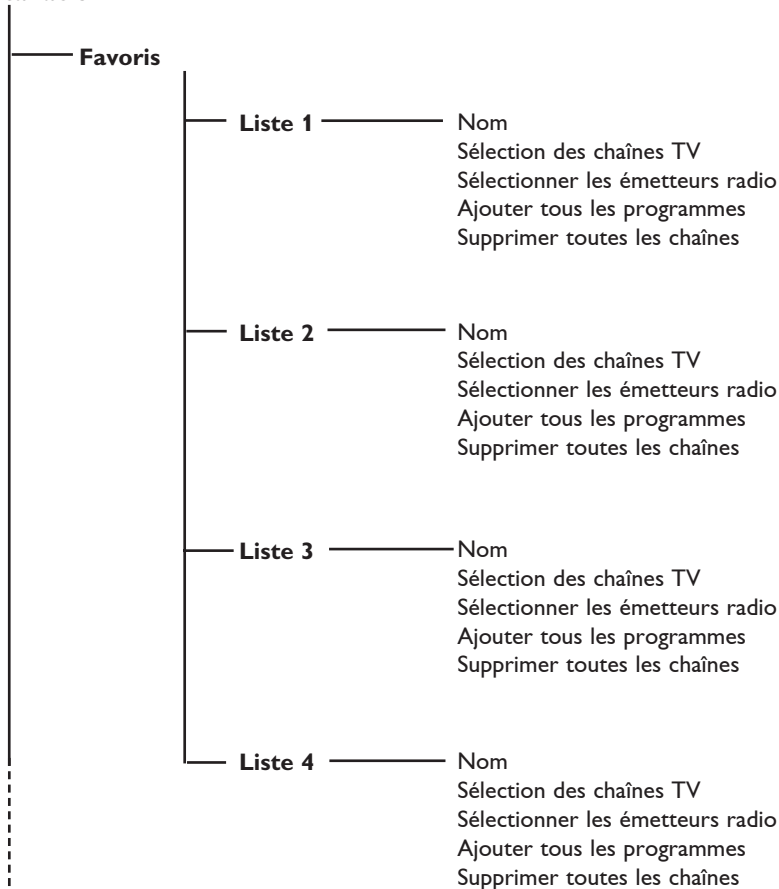 Favoris
Liste 1
Nom
Sélection des chaînes TV
Sélectionner les émetteurs radio
Ajouter tous les programmes
Supprimer toutes les chaînes
Liste 2
Nom
Sélection des chaînes TV
Sélectionner les émetteurs radio
Ajouter tous les programmes
Supprimer toutes les chaînes
Liste 3
Nom
Sélection des chaînes TV
Sélectionner les émetteurs radio
Ajouter tous les programmes
Supprimer toutes les chaînes
Liste 4
Nom
Sélection des chaînes TV
Sélectionner les émetteurs radio
Ajouter tous les programmes
Supprimer toutes les chaînes